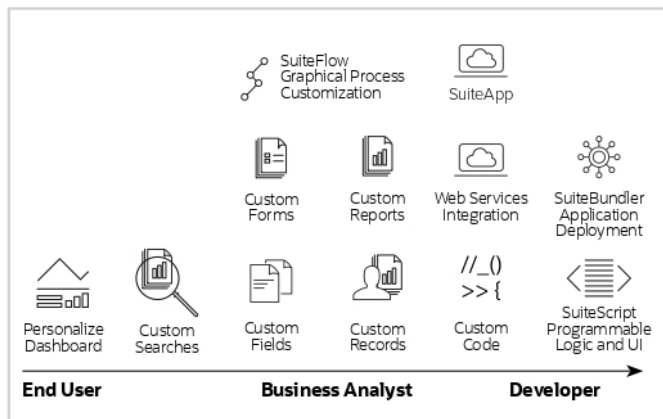 SuiteFlow
Graphical Process
Customization
SuiteApp
Custom
Forms
Custom
Reports
Web Services
Integration
SuiteBundler
Application
Deployment
//_()
>> {
Personalize
Dashboard
Custom
Searches
Custom
Fields
Custom
Records
Custom
Code
SuiteScript
Programmable
Logic and UI
End User
Business Analyst
Developer